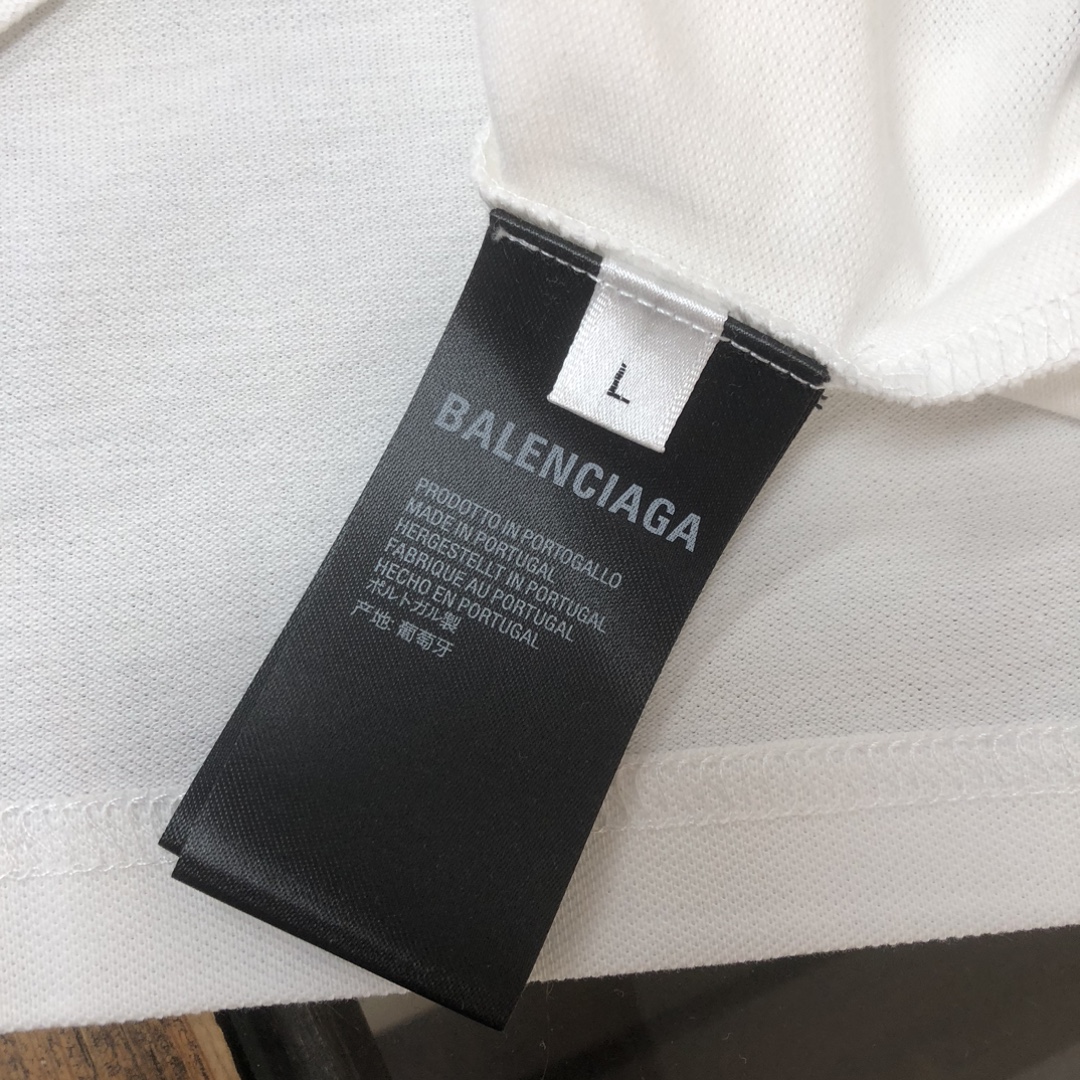 L
BALENCIAGA
PRODOTTO IN PORTOGALLO
MADE IN PORTUGAL
HERGESTELLT IN PORTUGAL
FABRIQUE AU PORTUGAL
HECHO EN PORTUGAL
ポルトガル製
产地: 葡萄牙